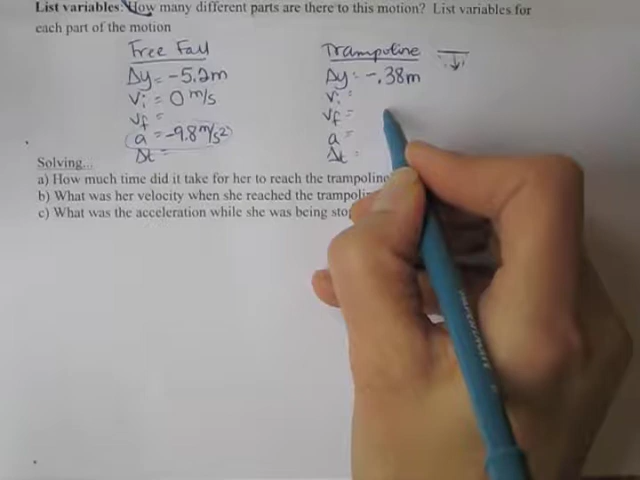 List variables: How many different parts are there to this motion? List variables for
each part of the motion
Free Fall
Δy = -5.2m
Vi = 0 m/s
Vf =
a = -9.8 m/s²
Δt =
Trampoline
Δy = -.38m
Vi =
Vf =
a =
Δt =
Solving...
a) How much time did it take for her to reach the trampoline
b) What was her velocity when she reached the
c) What was the acceleration while she was being